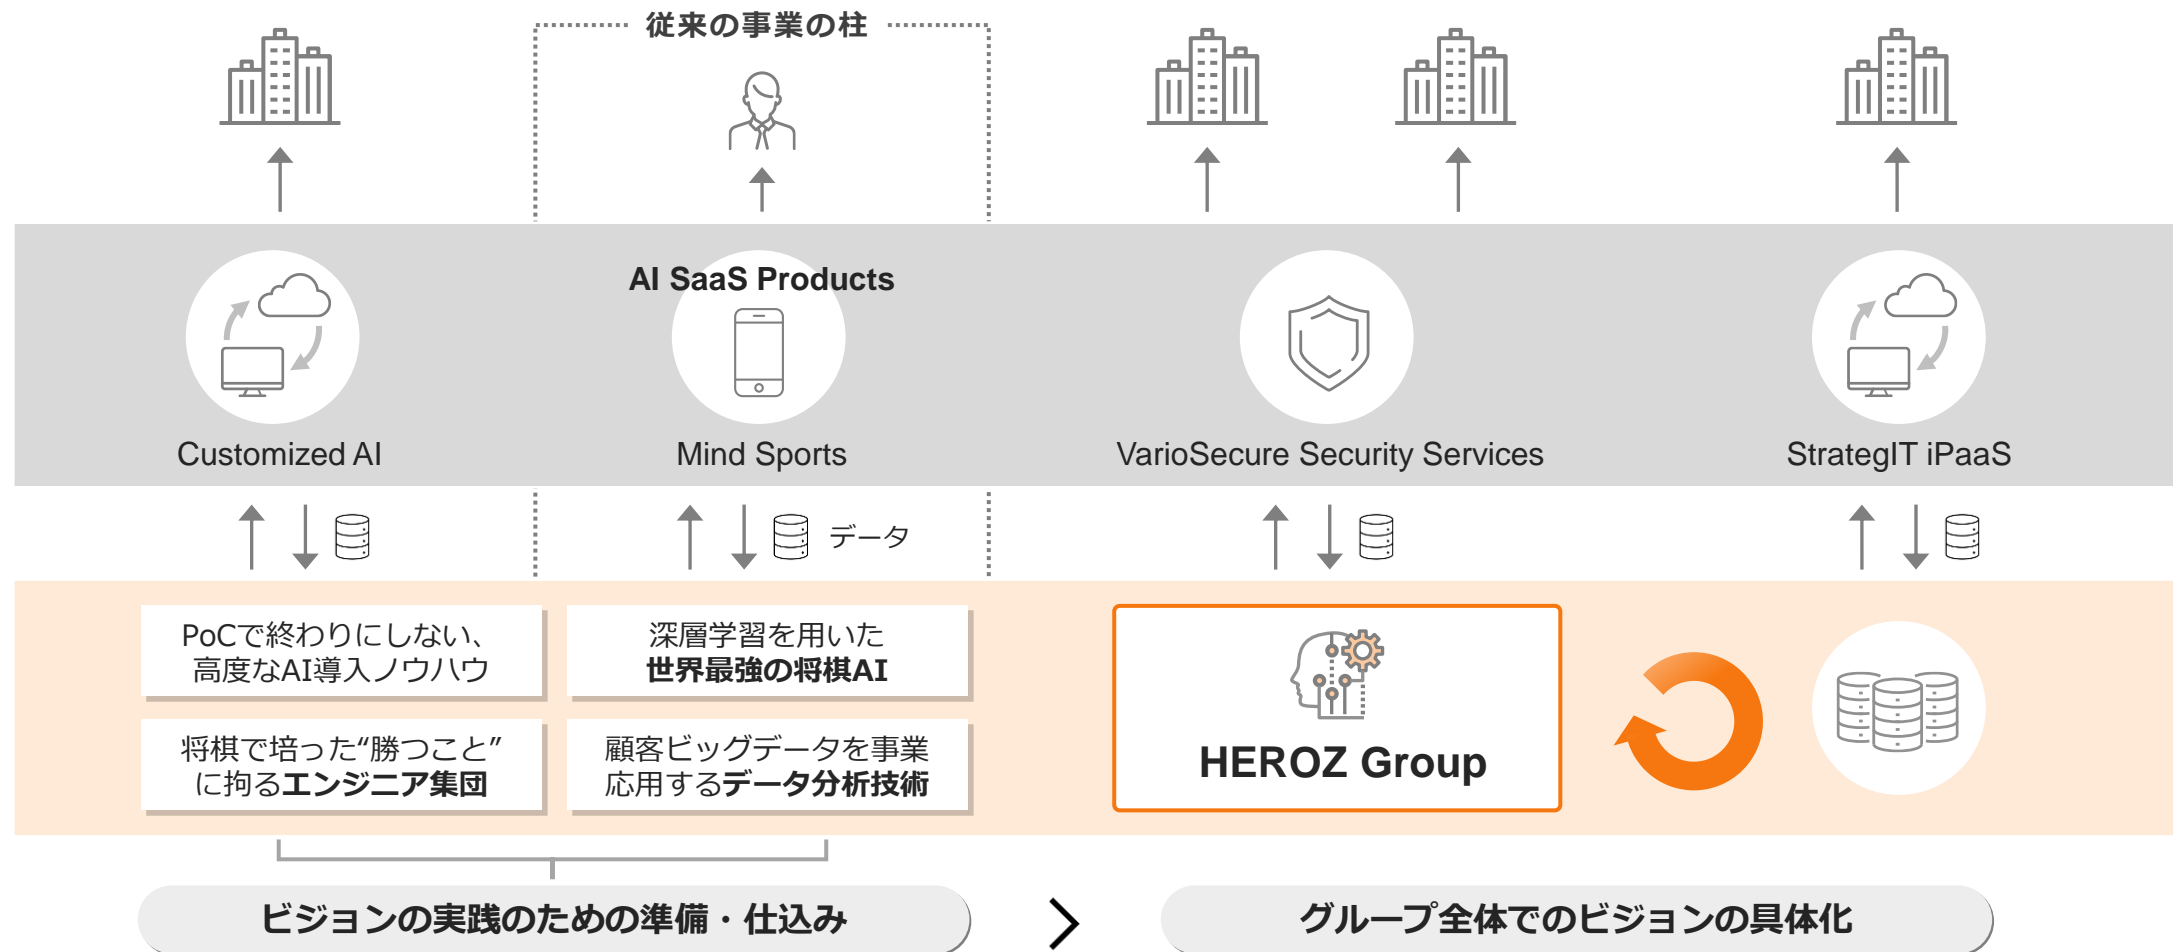 従来の事業の柱
AI SaaS Products
Customized AI
Mind Sports
VarioSecure Security Services
StrategIT iPaaS
データ
PoCで終わりにしない、
高度なAI導入ノウハウ
深層学習を用いた
世界最強の将棋AI
将棋で培った“勝つこと”
に拘るエンジニア集団
顧客ビッグデータを事業
応用するデータ分析技術
HEROZ Group
ビジョンの実践のための準備・仕込み
グループ全体でのビジョンの具体化